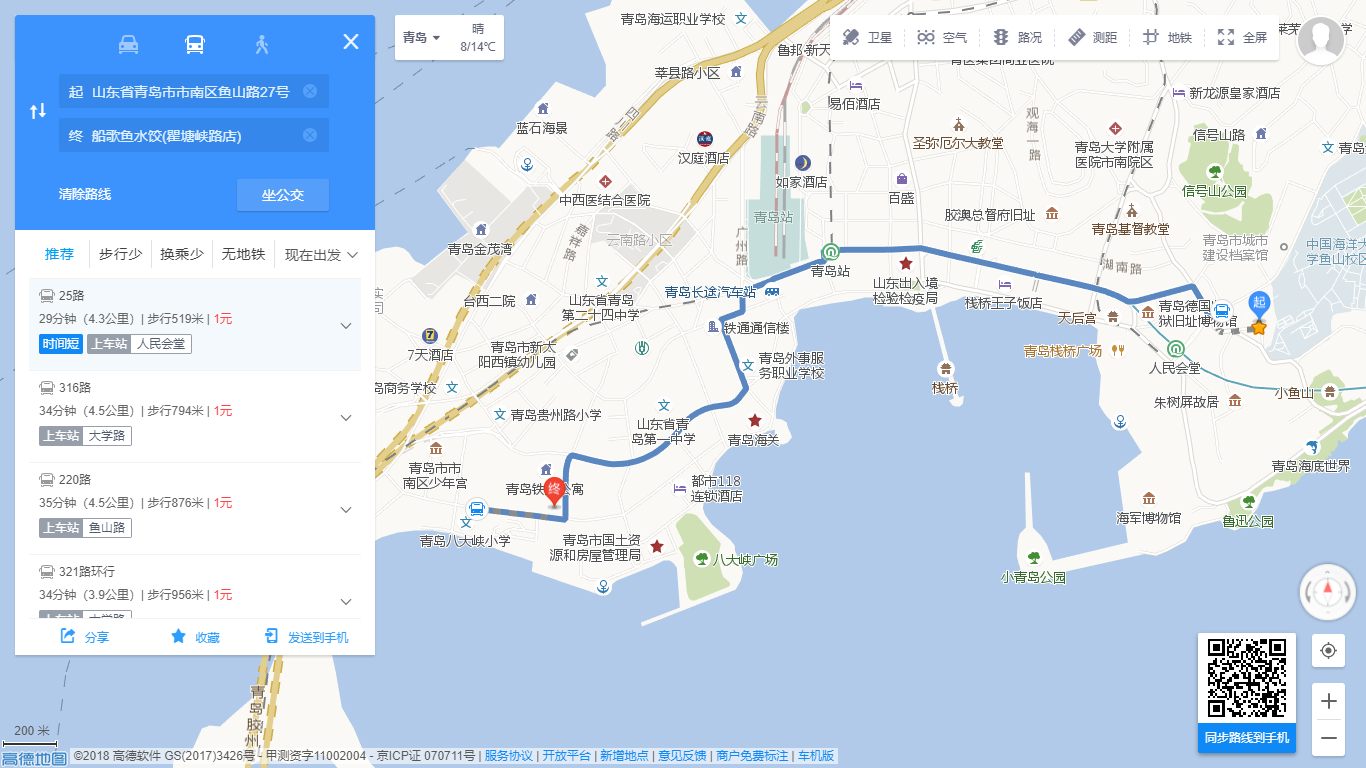 起 山东省青岛市市南区鱼山路27号
终 船歌鱼水饺(瞿塘峡路店)
清除路线
坐公交
推荐 步行少 换乘少 无地铁 现在出发
25路
29分钟（4.3公里）| 步行519米 | 1元
时间短 上车站 人民会堂
316路
34分钟（4.5公里）| 步行794米 | 1元
上车站 大学路
220路
35分钟（4.5公里）| 步行876米 | 1元
上车站 鱼山路
321路环行
34分钟（3.9公里）| 步行956米 | 1元
上车站 大学路
分享 收藏 发送到手机
青岛
晴
8/14℃
卫星 空气 路况 测距 地铁 全屏
青岛海运职业学校
鲁邦·新天
莘县路小区
易佰酒店
新龙源皇家酒店
蓝石海景
四川路
云南路
观海一路
信号山路
圣弥厄尔大教堂
青岛大学附属
医院市南院区
汉庭酒店
如家酒店
百盛
信号山公园
中西医结合医院
青岛站
胶澳总督府旧址
青岛基督教堂
青岛金茂湾
嘉祥路
云南路小区
广州路
青岛市城市
建设档案馆
中国海洋大
学鱼山校区
青岛站
湖南路
山东出入境
检验检疫局
栈桥王子饭店
台西二院
山东省青岛
第二十四中学
青岛长途汽车站
铁通通信楼
天后宫
青岛德国监
狱旧址博物馆
起
7天酒店
青岛市新太
阳西镇幼儿园
青岛外事服
务职业学校
青岛栈桥广场
人民会堂
栈桥
岛商务学校
小鱼山
朱树屏故居
青岛贵州路小学
山东省青
岛第一中学
青岛海关
青岛市市
南区少年宫
青岛海底世界
终
都市118
连锁酒店
海军博物馆
鲁迅公园
青岛八大峡小学
青岛市国土资
源和房屋管理局
八大峡广场
小青岛公园
青岛胶州
同步路线到手机
200 米
高德地图
©2018 高德软件 GS(2017)3426号 - 甲测资字11002004 - 京ICP证 070711号 | 服务协议 | 开放平台 | 新增地点 | 意见反馈 | 商户免费标注 | 车机版